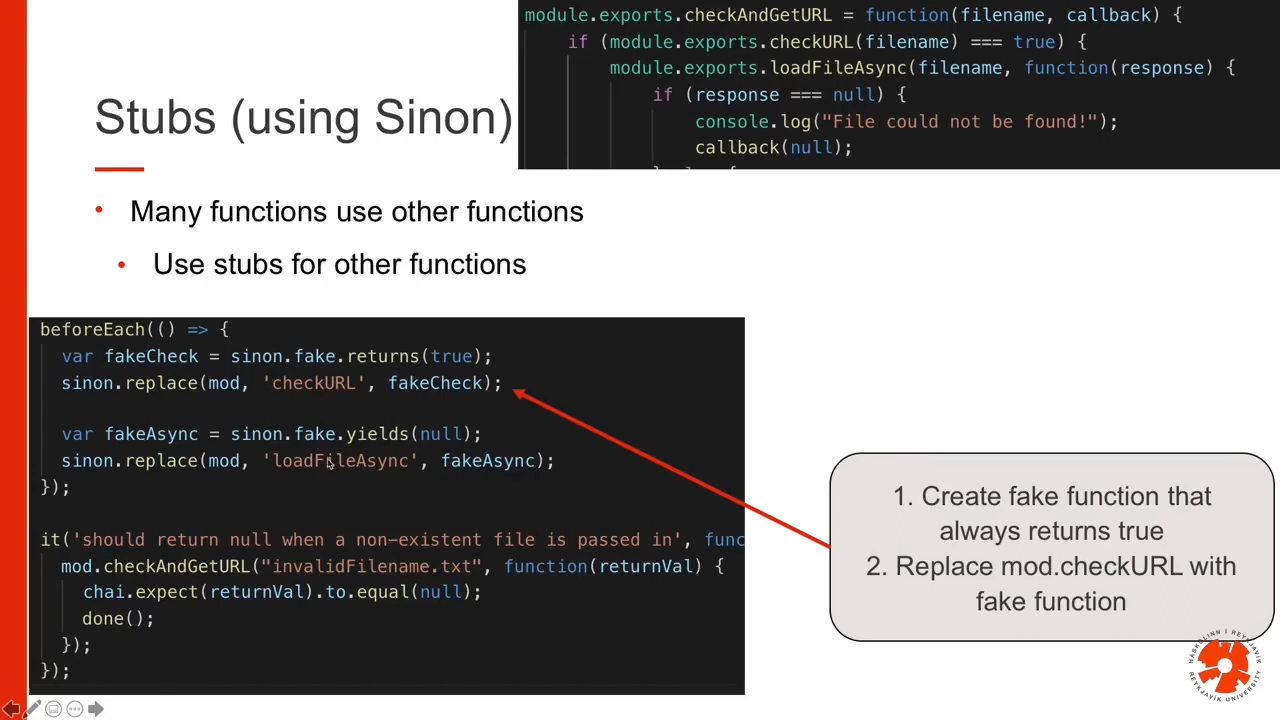 module.exports.checkAndGetURL = function(filename, callback) {
if (module.exports.checkURL(filename) === true) {
module.exports.loadFileAsync(filename, function(response) {
if (response === null) {
console.log("File could not be found!");
callback(null);
Stubs (using Sinon)
• Many functions use other functions
• Use stubs for other functions
beforeEach(() => {
var fakeCheck = sinon.fake.returns(true);
sinon.replace(mod, 'checkURL', fakeCheck);
var fakeAsync = sinon.fake.yields(null);
sinon.replace(mod, 'loadFileAsync', fakeAsync);
});
it('should return null when a non-existent file is passed in', func
mod.checkAndGetURL("invalidFilename.txt", function(returnVal) {
chai.expect(returnVal).to.equal(null);
done();
});
});
1. Create fake function that
always returns true
2. Replace mod.checkURL with
fake function
HÁSKÓLINN Í REYKJAVÍK
REYKJAVÍK UNIVERSITY